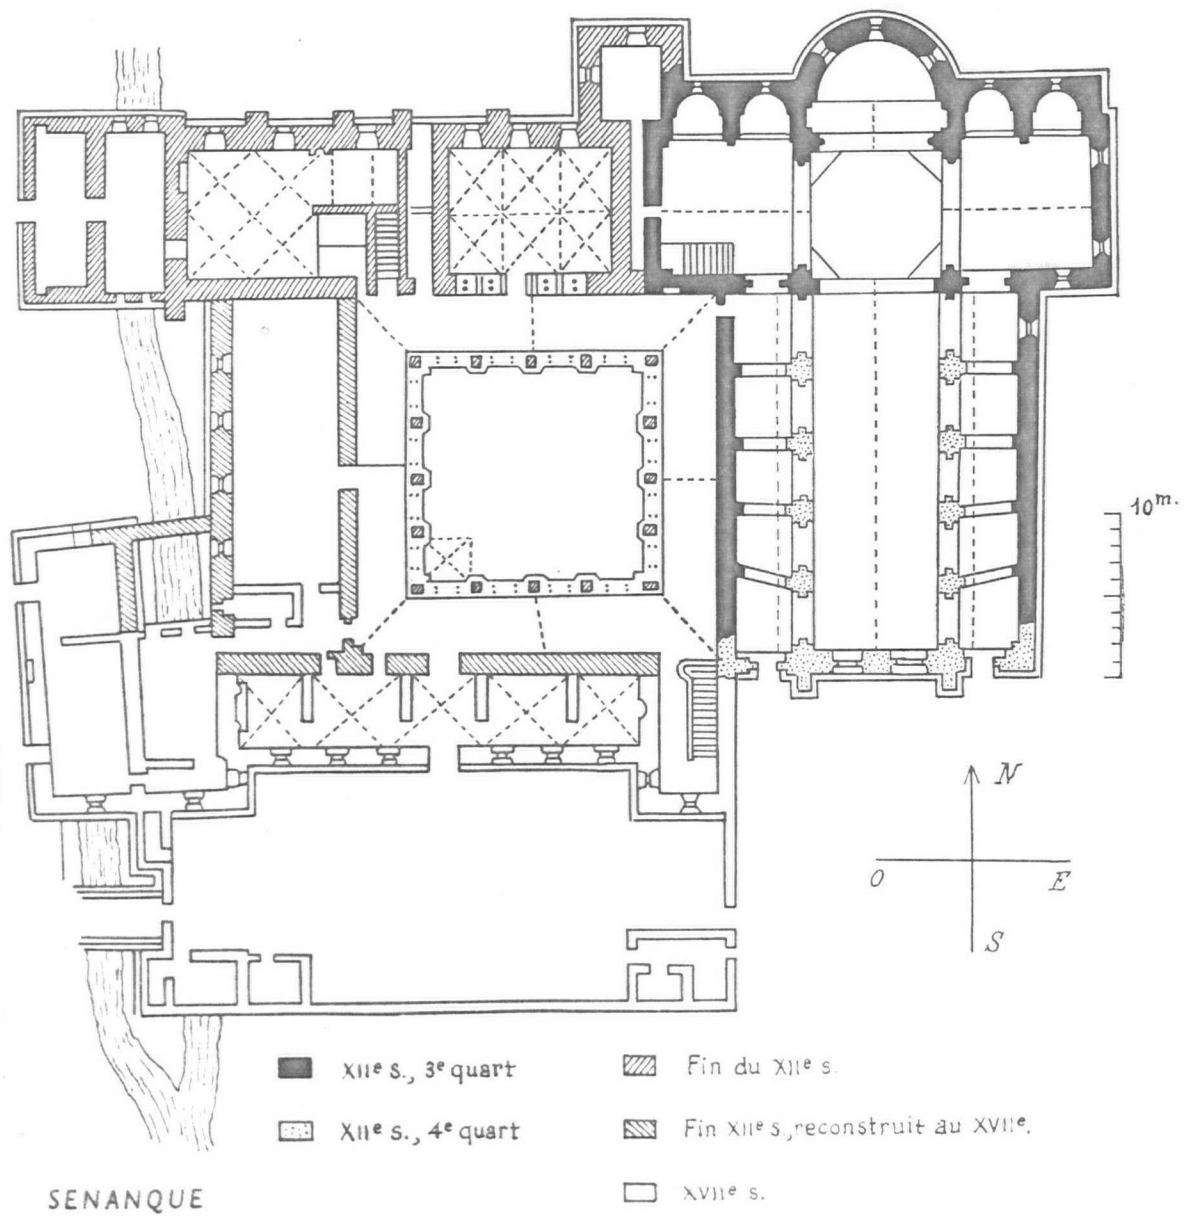 10m.
N
O
E
S
XIIe s., 3e quart
Fin du XIIe s.
XIIe s., 4e quart
Fin XIIe s., reconstruit au XVIIe.
XVIIe s.
SENANQUE